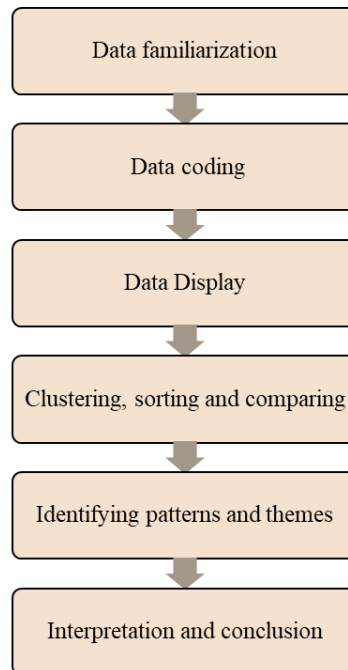 Data familiarization
Data coding
Data Display
Clustering, sorting and comparing
Identifying patterns and themes
Interpretation and conclusion